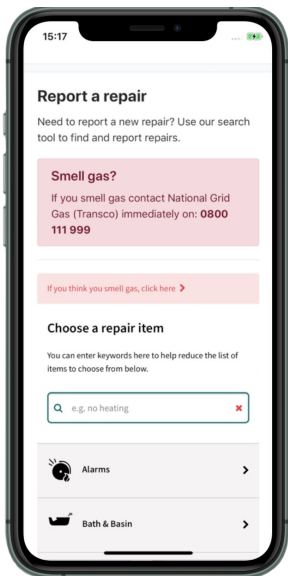 15:17
Report a repair
Need to report a new repair? Use our search
tool to find and report repairs.
Smell gas?
If you smell gas contact National Grid
Gas (Transco) immediately on: 0800
111 999
If you think you smell gas, click here
Choose a repair item
You can enter keywords here to help reduce the list of
items to choose from below.
e.g. no heating
Alarms
Bath & Basin